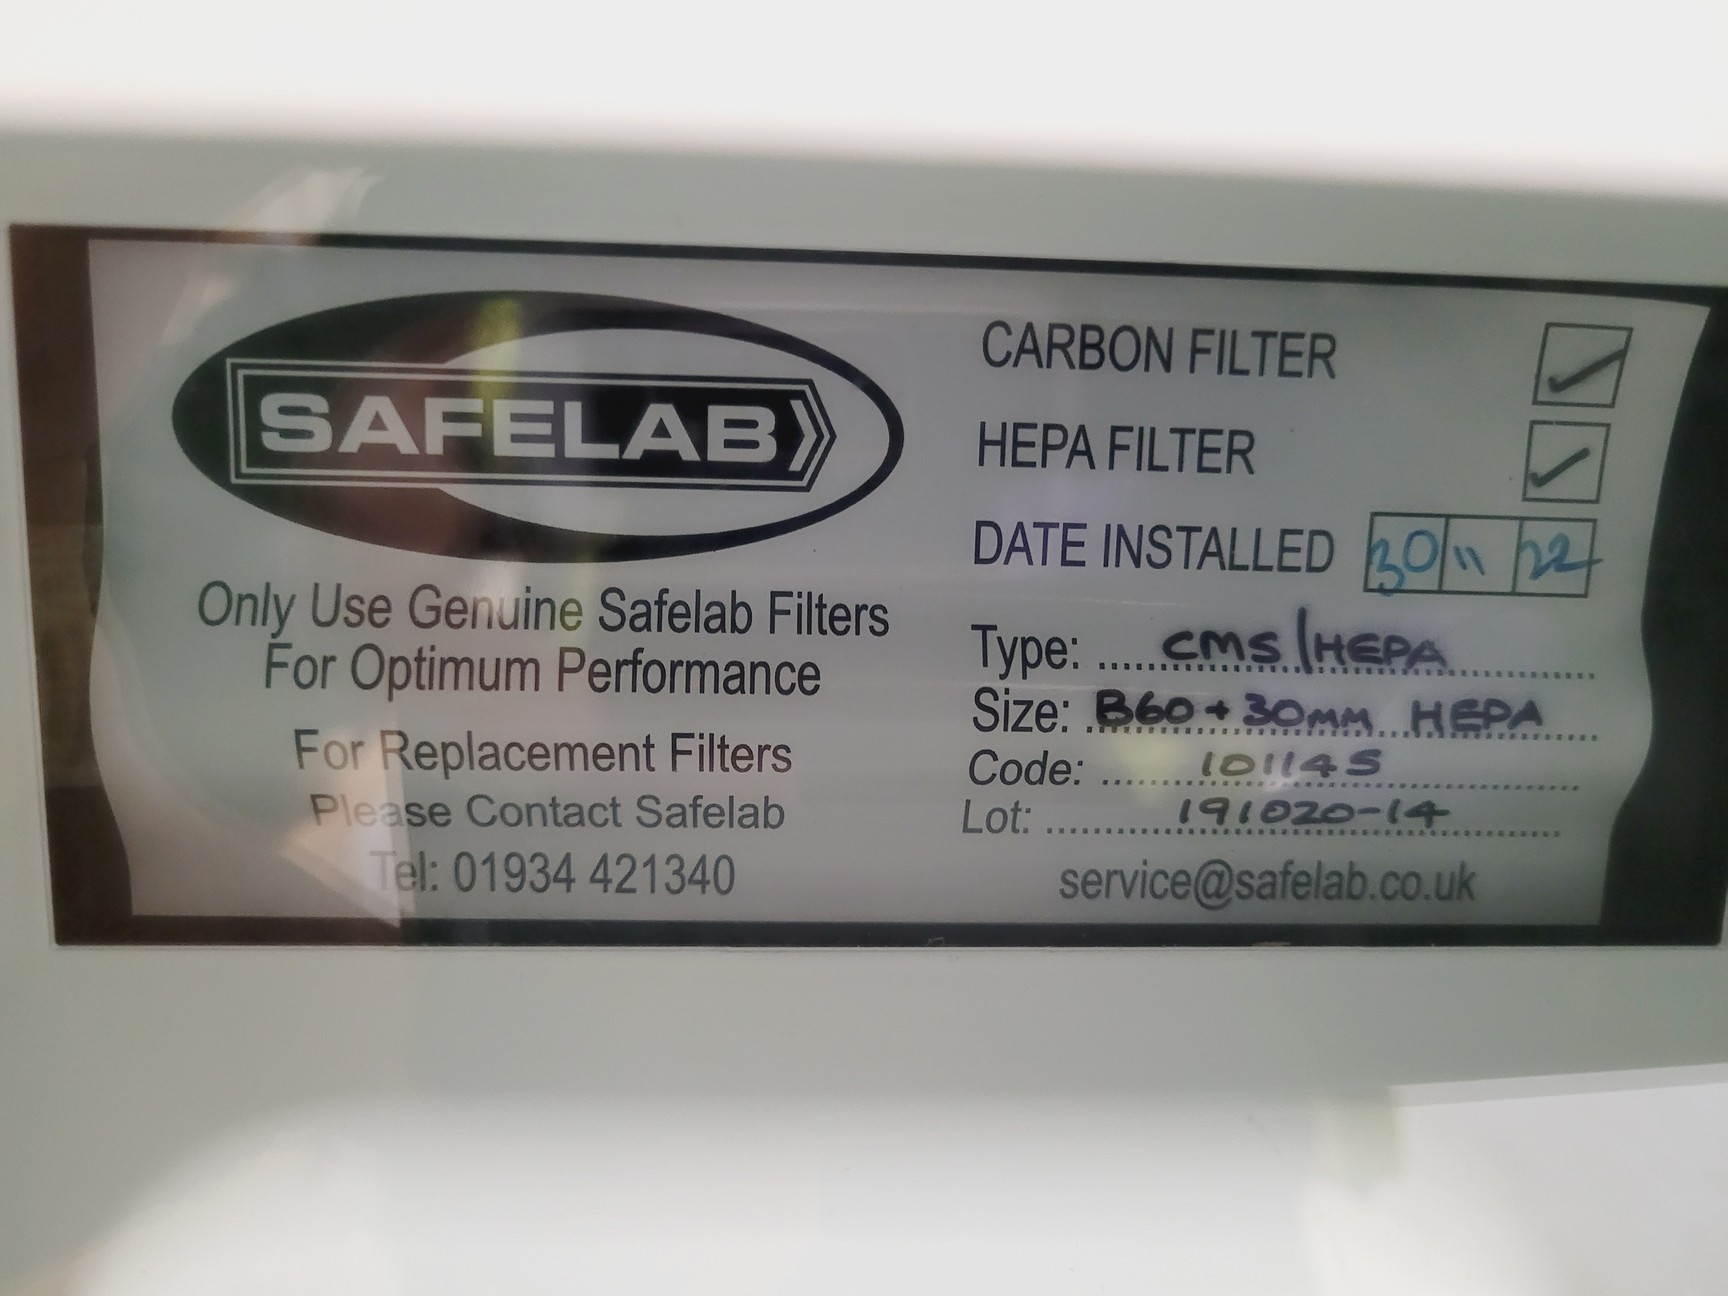 SAFELAB
Only Use Genuine Safelab Filters
For Optimum Performance
For Replacement Filters
Please Contact Safelab
Tel: 01934 421340
CARBON FILTER ✓
HEPA FILTER ✓
DATE INSTALLED 30 11 22
Type: CMS/HEPA
Size: B60 + 30MM HEPA
Code: 101145
Lot: 191020-14
service@safelab.co.uk